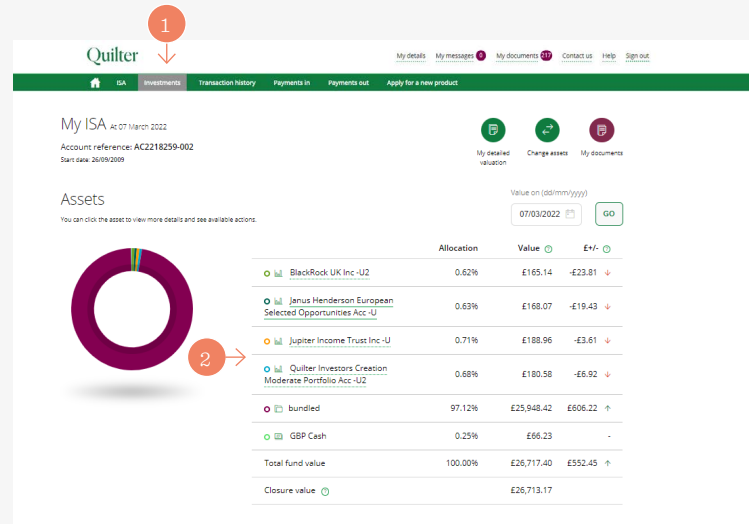 1
Quilter
My details My messages 0 My documents 217 Contact us Help Sign out
ISA Investments Transaction history Payments in Payments out Apply for a new product
My ISA At 07 March 2022
Account reference: AC2218259-002
Start date: 26/09/2009
My detailed valuation
Change assets
My documents
Assets
You can click the asset to view more details and see available actions.
Value on (dd/mm/yyyy)
07/03/2022 GO
Allocation Value £+/-
BlackRock UK Inc -U2 0.62% £165.14 -£23.81
Janus Henderson European
Selected Opportunities Acc -U 0.63% £168.07 -£19.43
Jupiter Income Trust Inc -U 0.71% £188.96 -£3.61
2
Quilter Investors Creation
Moderate Portfolio Acc -U2 0.68% £180.58 -£6.92
bundled 97.12% £25,948.42 £606.22
GBP Cash 0.25% £66.23 -
Total fund value 100.00% £26,717.40 £552.45
Closure value £26,713.17